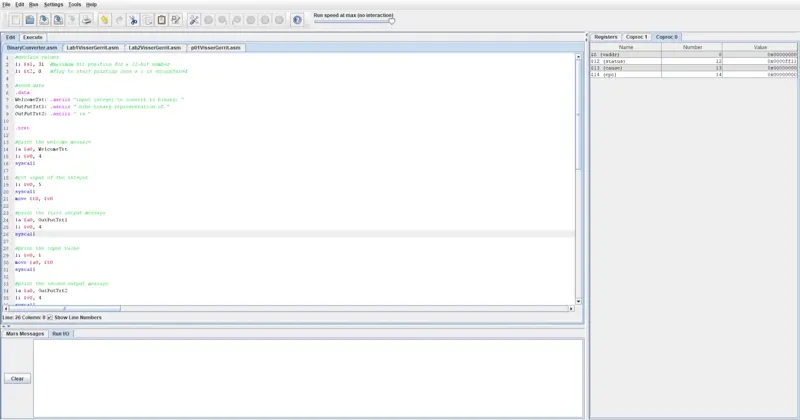 File Edit Run Settings Tools Help
Run speed at max (no interaction)
Edit Execute
BinaryConverter.asm Lab1VisserGerrit.asm Lab2VisserGerrit.asm p01VisserGerrit.asm
1
2 li $t1, 31 #maximum bit position for a 32-bit number
3 li $t2, 0 #flag to start printing once a 1 is
4
5
6 .data
7 WelcomeTxt: .asciiz "input integer to convert to binary: "
8 OutPutTxt1: .asciiz " binary representation of "
9 OutPutTxt2: .asciiz " is "
10
11 .text
12
13 #print the welcome message
14 la $a0, WelcomeTxt
15 li $v0, 4
16 syscall
17
18 #get input of the integer
19 li $v0, 5
20 syscall
21 move $t0, $v0
22
23 #print the first output message
24 la $a0, OutPutTxt1
25 li $v0, 4
26 syscall
27
28 #print the input value
29 li $v0, 1
30 move $a0, $t0
31 syscall
32
33 #print the second output message
34 la $a0, OutPutTxt2
35 li $v0, 4
36 syscall
Line: 26 Column: 8 Show Line Numbers
Mars Messages Run I/O
Clear
Registers Coproc 1 Coproc 0
Name Number Value
$8 (vaddr) 8 0x00000000
$12 (status) 12 0x0000ff11
$13 (cause) 13 0x00000000
$14 (epc) 14 0x00000000